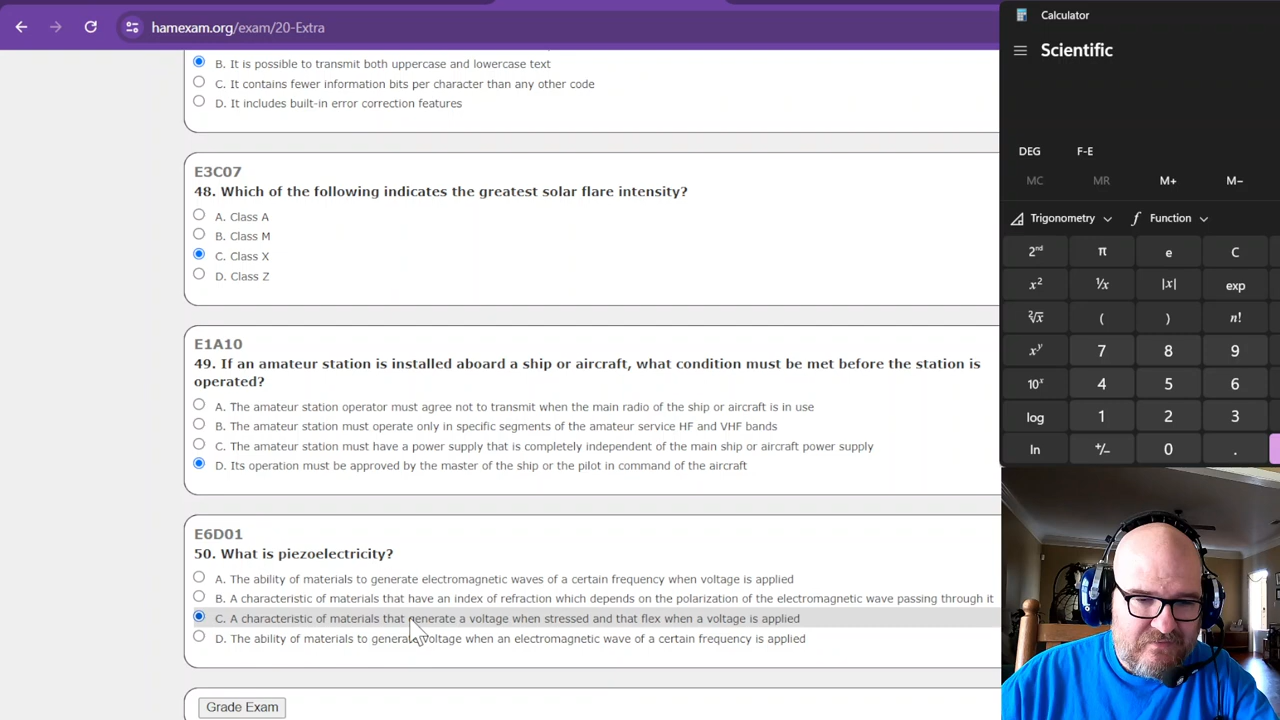 hamexam.org/exam/20-Extra
B. It is possible to transmit both uppercase and lowercase text
C. It contains fewer information bits per character than any other code
D. It includes built-in error correction features
E3C07
48. Which of the following indicates the greatest solar flare intensity?
A. Class A
B. Class M
C. Class X
D. Class Z
E1A10
49. If an amateur station is installed aboard a ship or aircraft, what condition must be met before the station is
operated?
A. The amateur station operator must agree not to transmit when the main radio of the ship or aircraft is in use
B. The amateur station must operate only in specific segments of the amateur service HF and VHF bands
C. The amateur station must have a power supply that is completely independent of the main ship or aircraft power supply
D. Its operation must be approved by the master of the ship or the pilot in command of the aircraft
E6D01
50. What is piezoelectricity?
A. The ability of materials to generate electromagnetic waves of a certain frequency when voltage is applied
B. A characteristic of materials that have an index of refraction which depends on the polarization of the electromagnetic wave passing through it
C. A characteristic of materials that generate a voltage when stressed and that flex when a voltage is applied
D. The ability of materials to generate voltage when an electromagnetic wave of a certain frequency is applied
Grade Exam
Calculator
Scientific
DEG F-E
MC MR M+ M−
Trigonometry f Function
2ⁿᵈ π e C
x² ¹⁄x |x| exp
²√x ( ) n!
xʸ 7 8 9
10ˣ 4 5 6
log 1 2 3
ln +/− 0 .